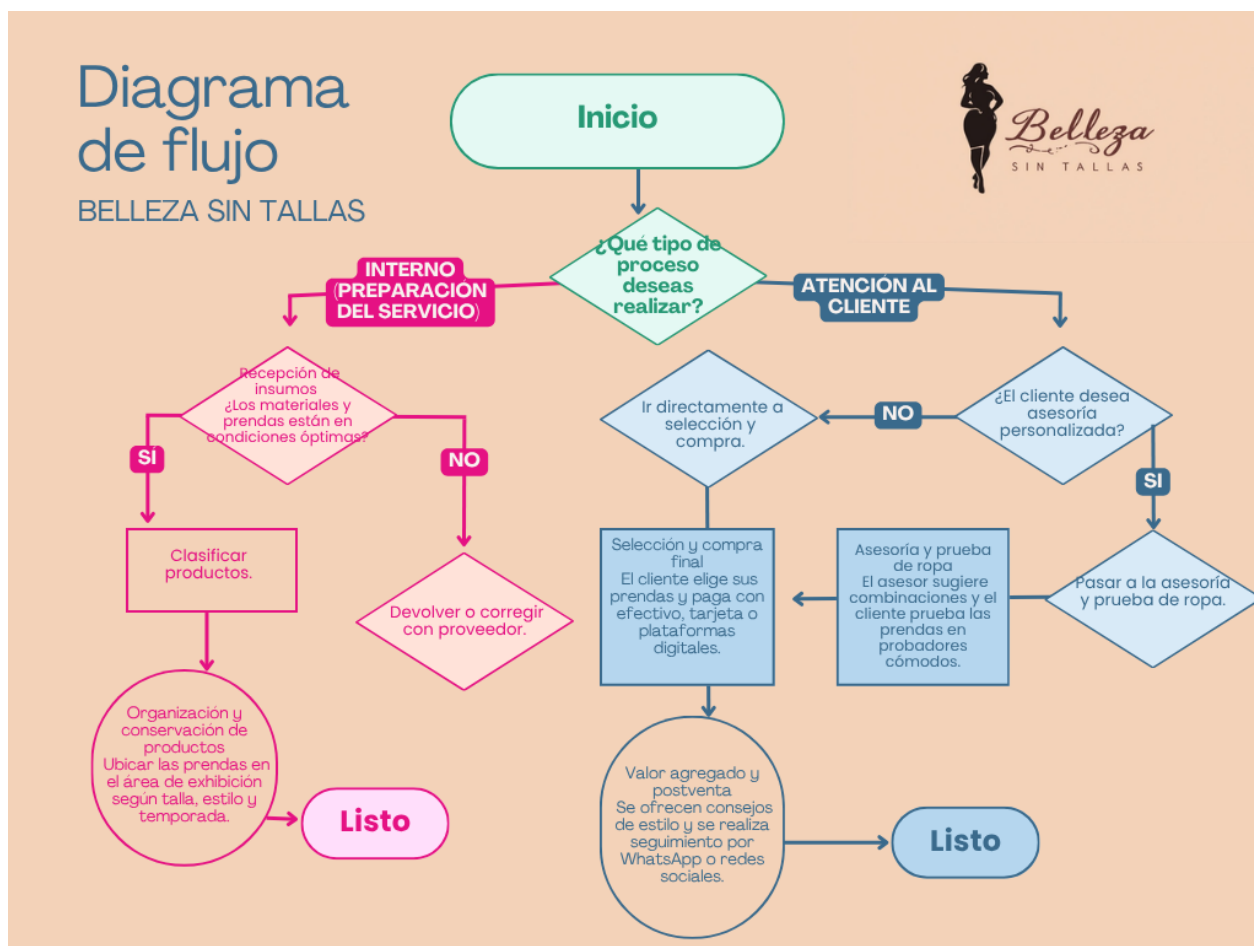 Diagrama
de flujo
BELLEZA SIN TALLAS
Inicio
Belleza
SIN TALLAS
¿Qué tipo de
proceso
deseas
realizar?
INTERNO
(PREPARACIÓN
DEL SERVICIO)
ATENCIÓN AL
CLIENTE
Recepción de
insumos
¿Los materiales y
prendas están en
condiciones óptimas?
SÍ
NO
Clasificar
productos.
Devolver o corregir
con proveedor.
Organización y
conservación de
productos
Ubicar las prendas en
el área de exhibición
según talla, estilo y
temporada.
Listo
¿El cliente desea
asesoría
personalizada?
NO
Ir directamente a
selección y
compra.
SI
Pasar a la asesoría
y prueba de ropa.
Asesoría y prueba
de ropa
El asesor sugiere
combinaciones y el
cliente prueba las
prendas en
probadores
cómodos.
Selección y compra
final
El cliente elige sus
prendas y paga con
efectivo, tarjeta o
plataformas
digitales.
Valor agregado y
postventa
Se ofrecen consejos
de estilo y se realiza
seguimiento por
WhatsApp o redes
sociales.
Listo